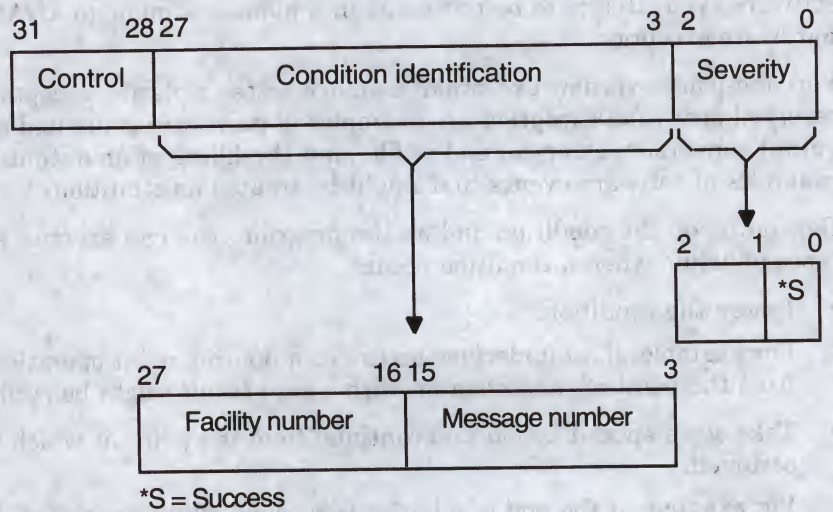 31 28 27 3 2 0
Control Condition identification Severity
2 1 0
*S
27 16 15 3
Facility number Message number
*S = Success